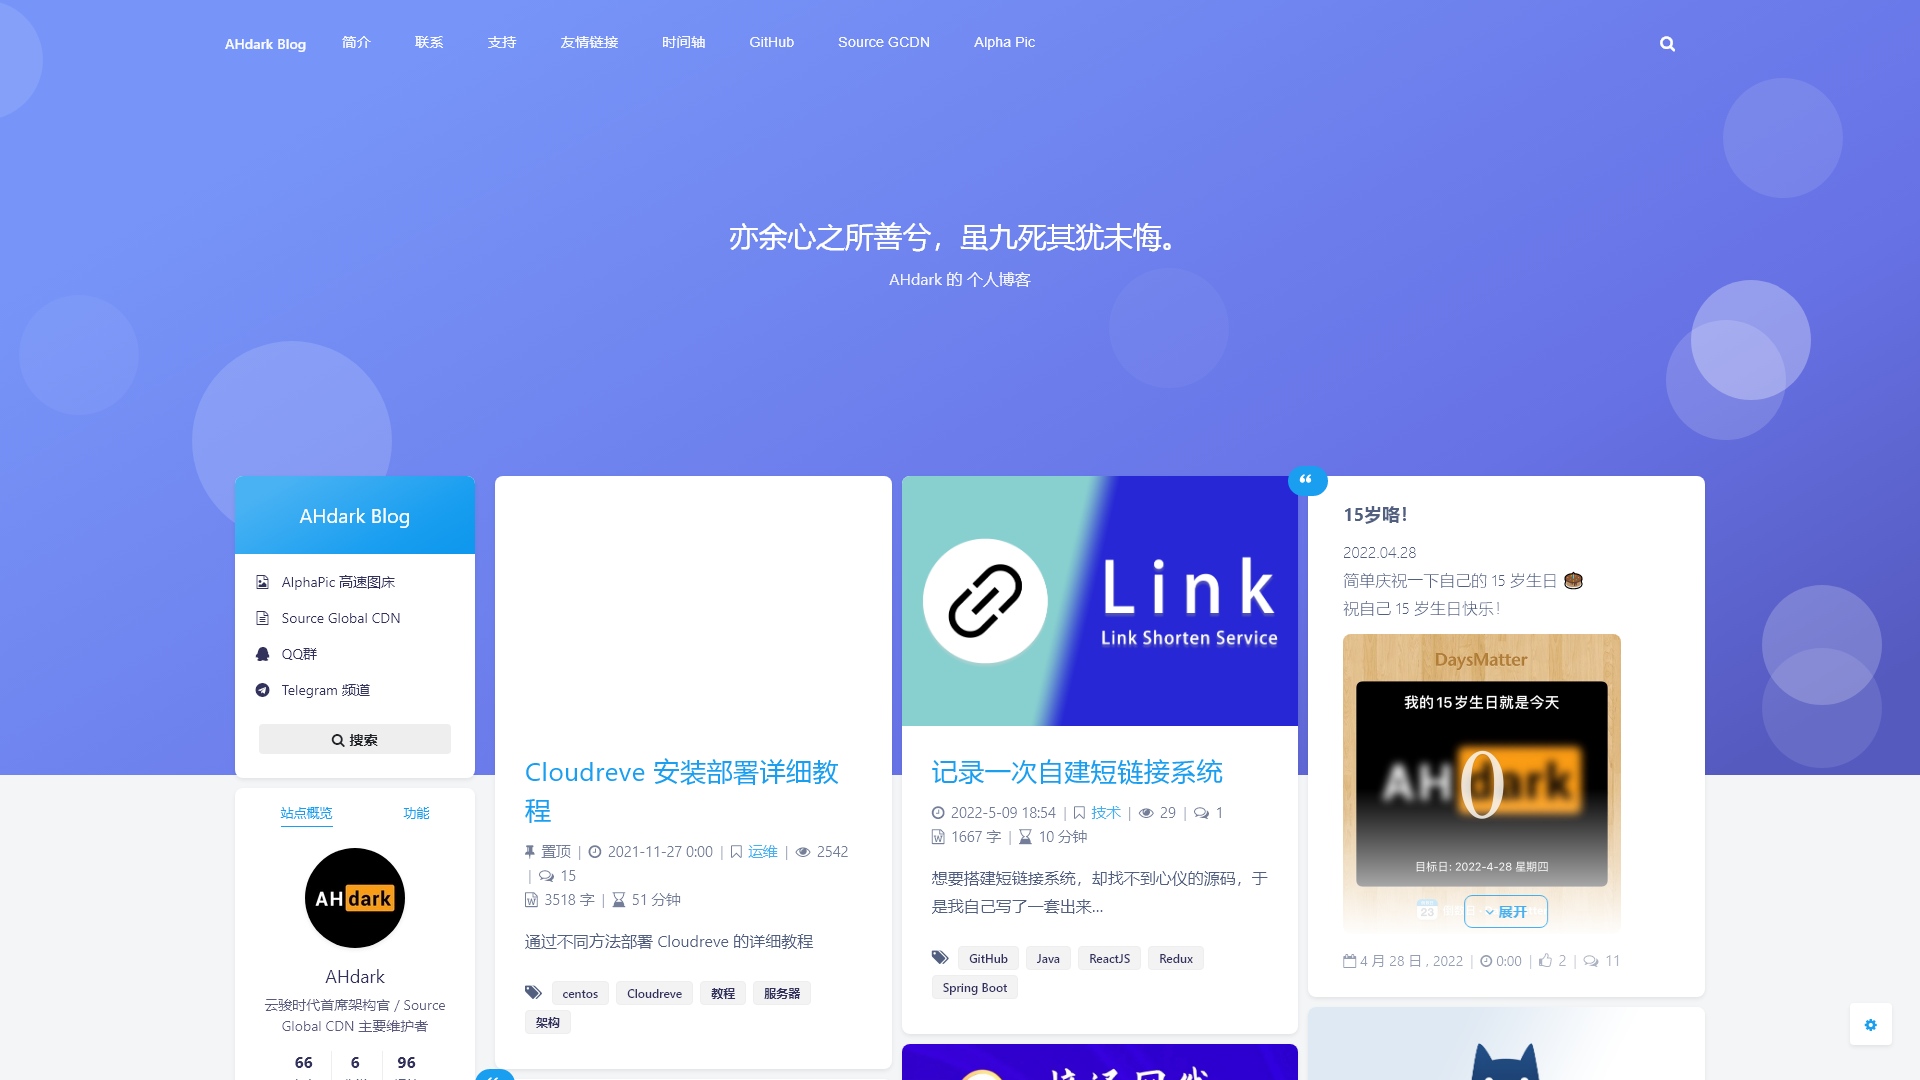 AHdark Blog
简介
联系
支持
友情链接
时间轴
GitHub
Source GCDN
Alpha Pic
亦余心之所善兮，虽九死其犹未悔。
AHdark 的 个人博客
AHdark Blog
AlphaPic 高速图床
Source Global CDN
QQ群
Telegram 频道
搜索
站点概览
功能
AHdark
AHdark
云骏时代首席架构官 / Source
Global CDN 主要维护者
66
6
96
Cloudreve 安装部署详细教
程
置顶 | 2021-11-27 0:00 | 运维 | 2542
| 15
3518 字 | 51 分钟
通过不同方法部署 Cloudreve 的详细教程
centos
Cloudreve
教程
服务器
架构
Link
Link Shorten Service
记录一次自建短链接系统
2022-5-09 18:54 | 技术 | 29 | 1
1667 字 | 10 分钟
想要搭建短链接系统，却找不到心仪的源码，于
是我自己写了一套出来...
GitHub
Java
ReactJS
Redux
Spring Boot
15岁咯！
2022.04.28
简单庆祝一下自己的 15 岁生日
祝自己 15 岁生日快乐！
DaysMatter
我的15岁生日就是今天
AHdark
0
目标日: 2022-4-28 星期四
23
展开
4 月 28 日 , 2022 | 0:00 | 2 | 11